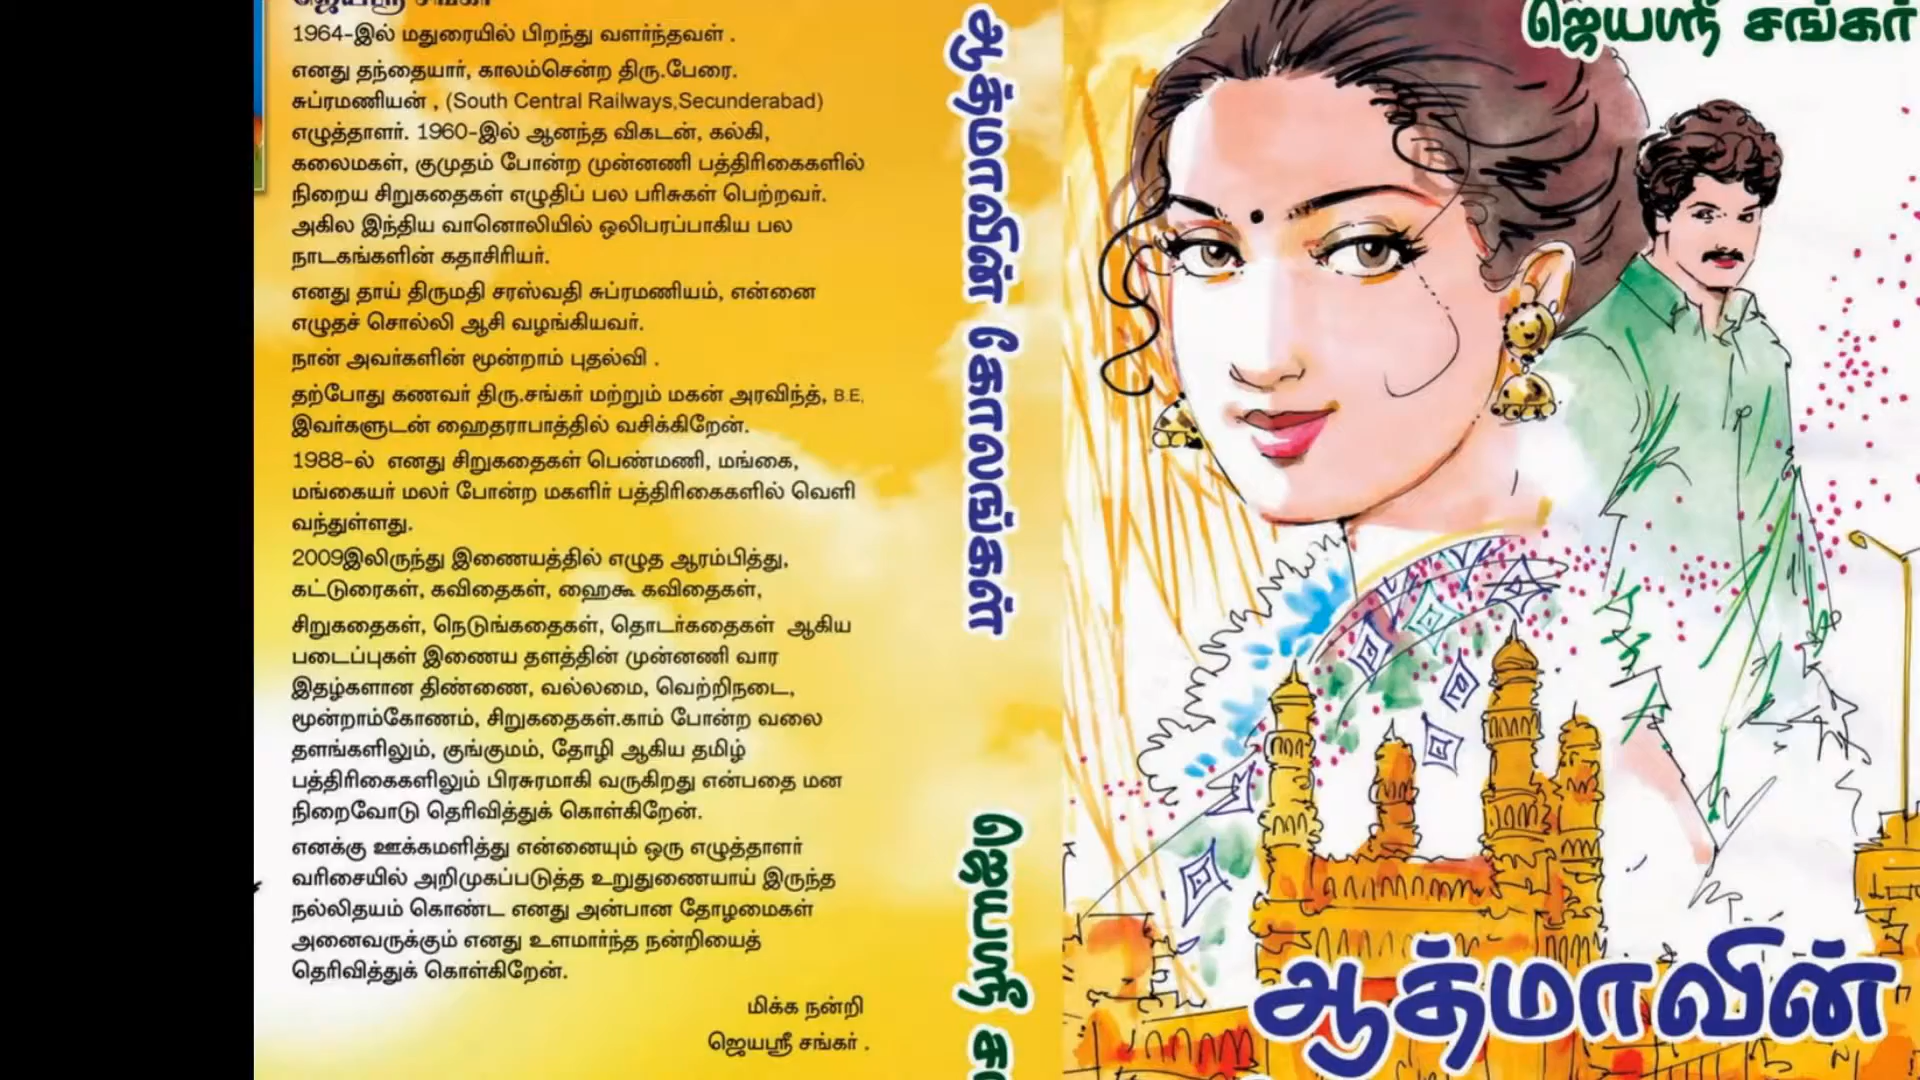 ஜெயஸ்ரீ சங்கர்
1964-இல் மதுரையில் பிறந்து வளர்ந்தவள் .
எனது தந்தையார், காலம்சென்ற திரு.பேரை.
சுப்ரமணியன் , (South Central Railways,Secunderabad)
எழுத்தாளர். 1960-இல் ஆனந்த விகடன், கல்கி,
கலைமகள், குமுதம் போன்ற முன்னணி பத்திரிகைகளில்
நிறைய சிறுகதைகள் எழுதிப் பல பரிசுகள் பெற்றவர்.
அகில இந்திய வானொலியில் ஒலிபரப்பாகிய பல
நாடகங்களின் கதாசிரியர்.
எனது தாய் திருமதி சரஸ்வதி சுப்ரமணியம், என்னை
எழுதச் சொல்லி ஆசி வழங்கியவர்.
நான் அவர்களின் மூன்றாம் புதல்வி .
தற்போது கணவர் திரு.சங்கர் மற்றும் மகன் அரவிந்த், B.E,
இவர்களுடன் ஹைதராபாத்தில் வசிக்கிறேன்.
1988-ல் எனது சிறுகதைகள் பெண்மணி, மங்கை,
மங்கையர் மலர் போன்ற மகளிர் பத்திரிகைகளில் வெளி
வந்துள்ளது.
2009இலிருந்து இணையத்தில் எழுத ஆரம்பித்து,
கட்டுரைகள், கவிதைகள், ஹைகூ கவிதைகள்,
சிறுகதைகள், நெடுங்கதைகள், தொடர்கதைகள் ஆகிய
படைப்புகள் இணைய தளத்தின் முன்னணி வார
இதழ்களான திண்ணை, வல்லமை, வெற்றிநடை,
மூன்றாம்கோணம், சிறுகதைகள்.காம் போன்ற வலை
தளங்களிலும், குங்குமம், தோழி ஆகிய தமிழ்
பத்திரிகைகளிலும் பிரசுரமாகி வருகிறது என்பதை மன
நிறைவோடு தெரிவித்துக் கொள்கிறேன்.
எனக்கு ஊக்கமளித்து என்னையும் ஒரு எழுத்தாளர்
வரிசையில் அறிமுகப்படுத்த உறுதுணையாய் இருந்த
நல்லிதயம் கொண்ட எனது அன்பான தோழமைகள்
அனைவருக்கும் எனது உளமார்ந்த நன்றியைத்
தெரிவித்துக் கொள்கிறேன்.
மிக்க நன்றி
ஜெயஸ்ரீ சங்கர் .
ஆத்மாவின் கோலங்கள்
ஜெயஸ்ரீ
ஜெயஸ்ரீ சங்கர்
ஆத்மாவின்